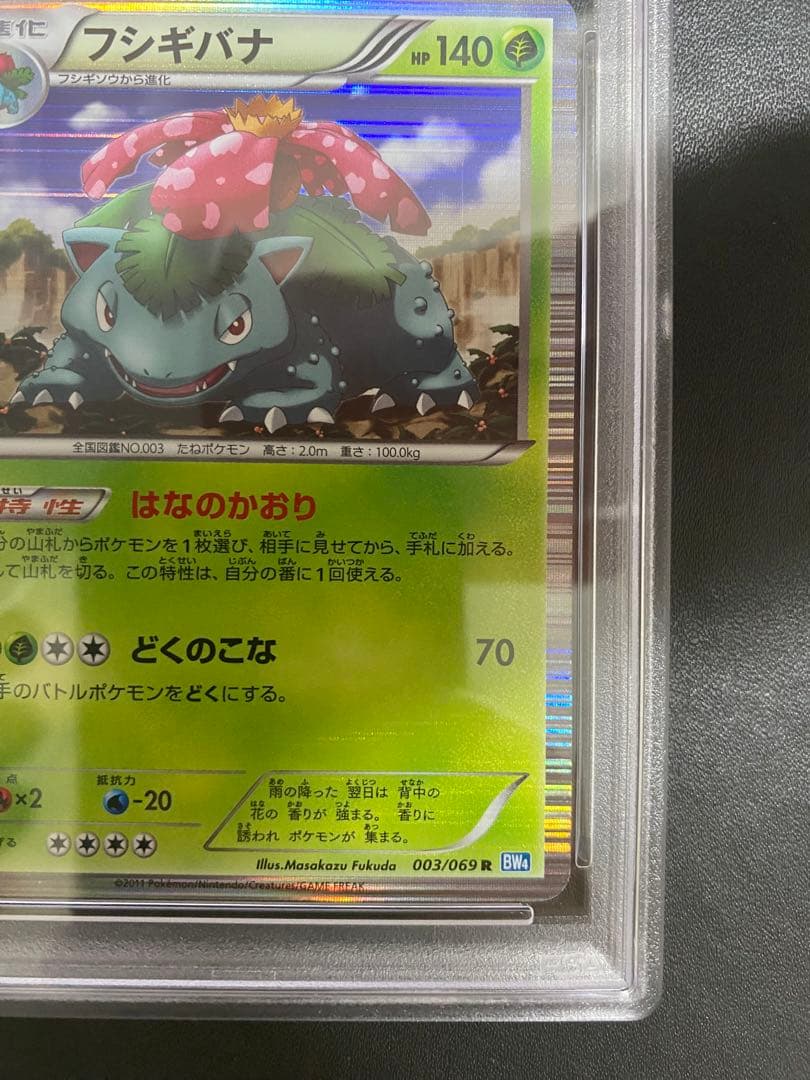 進化
フシギバナ
HP 140
フシギソウから進化
全国図鑑NO.003 たねポケモン 高さ:2.0m 重さ:100.0kg
特性 はなのかおり
分の山札からポケモンを1枚選び、相手に見せてから、手札に加える。
して山札を切る。この特性は、自分の番に1回使える。
どくのこな 70
手のバトルポケモンをどくにする。
点 抵抗力
×2 -20
げる
雨の降った 翌日は 背中の
花の 香りが 強まる。香りに
誘われ ポケモンが 集まる。
Illus.Masakazu Fukuda 003/069 R BW4
©2011 Pokémon/Nintendo/Creatures/GAME FREAK.